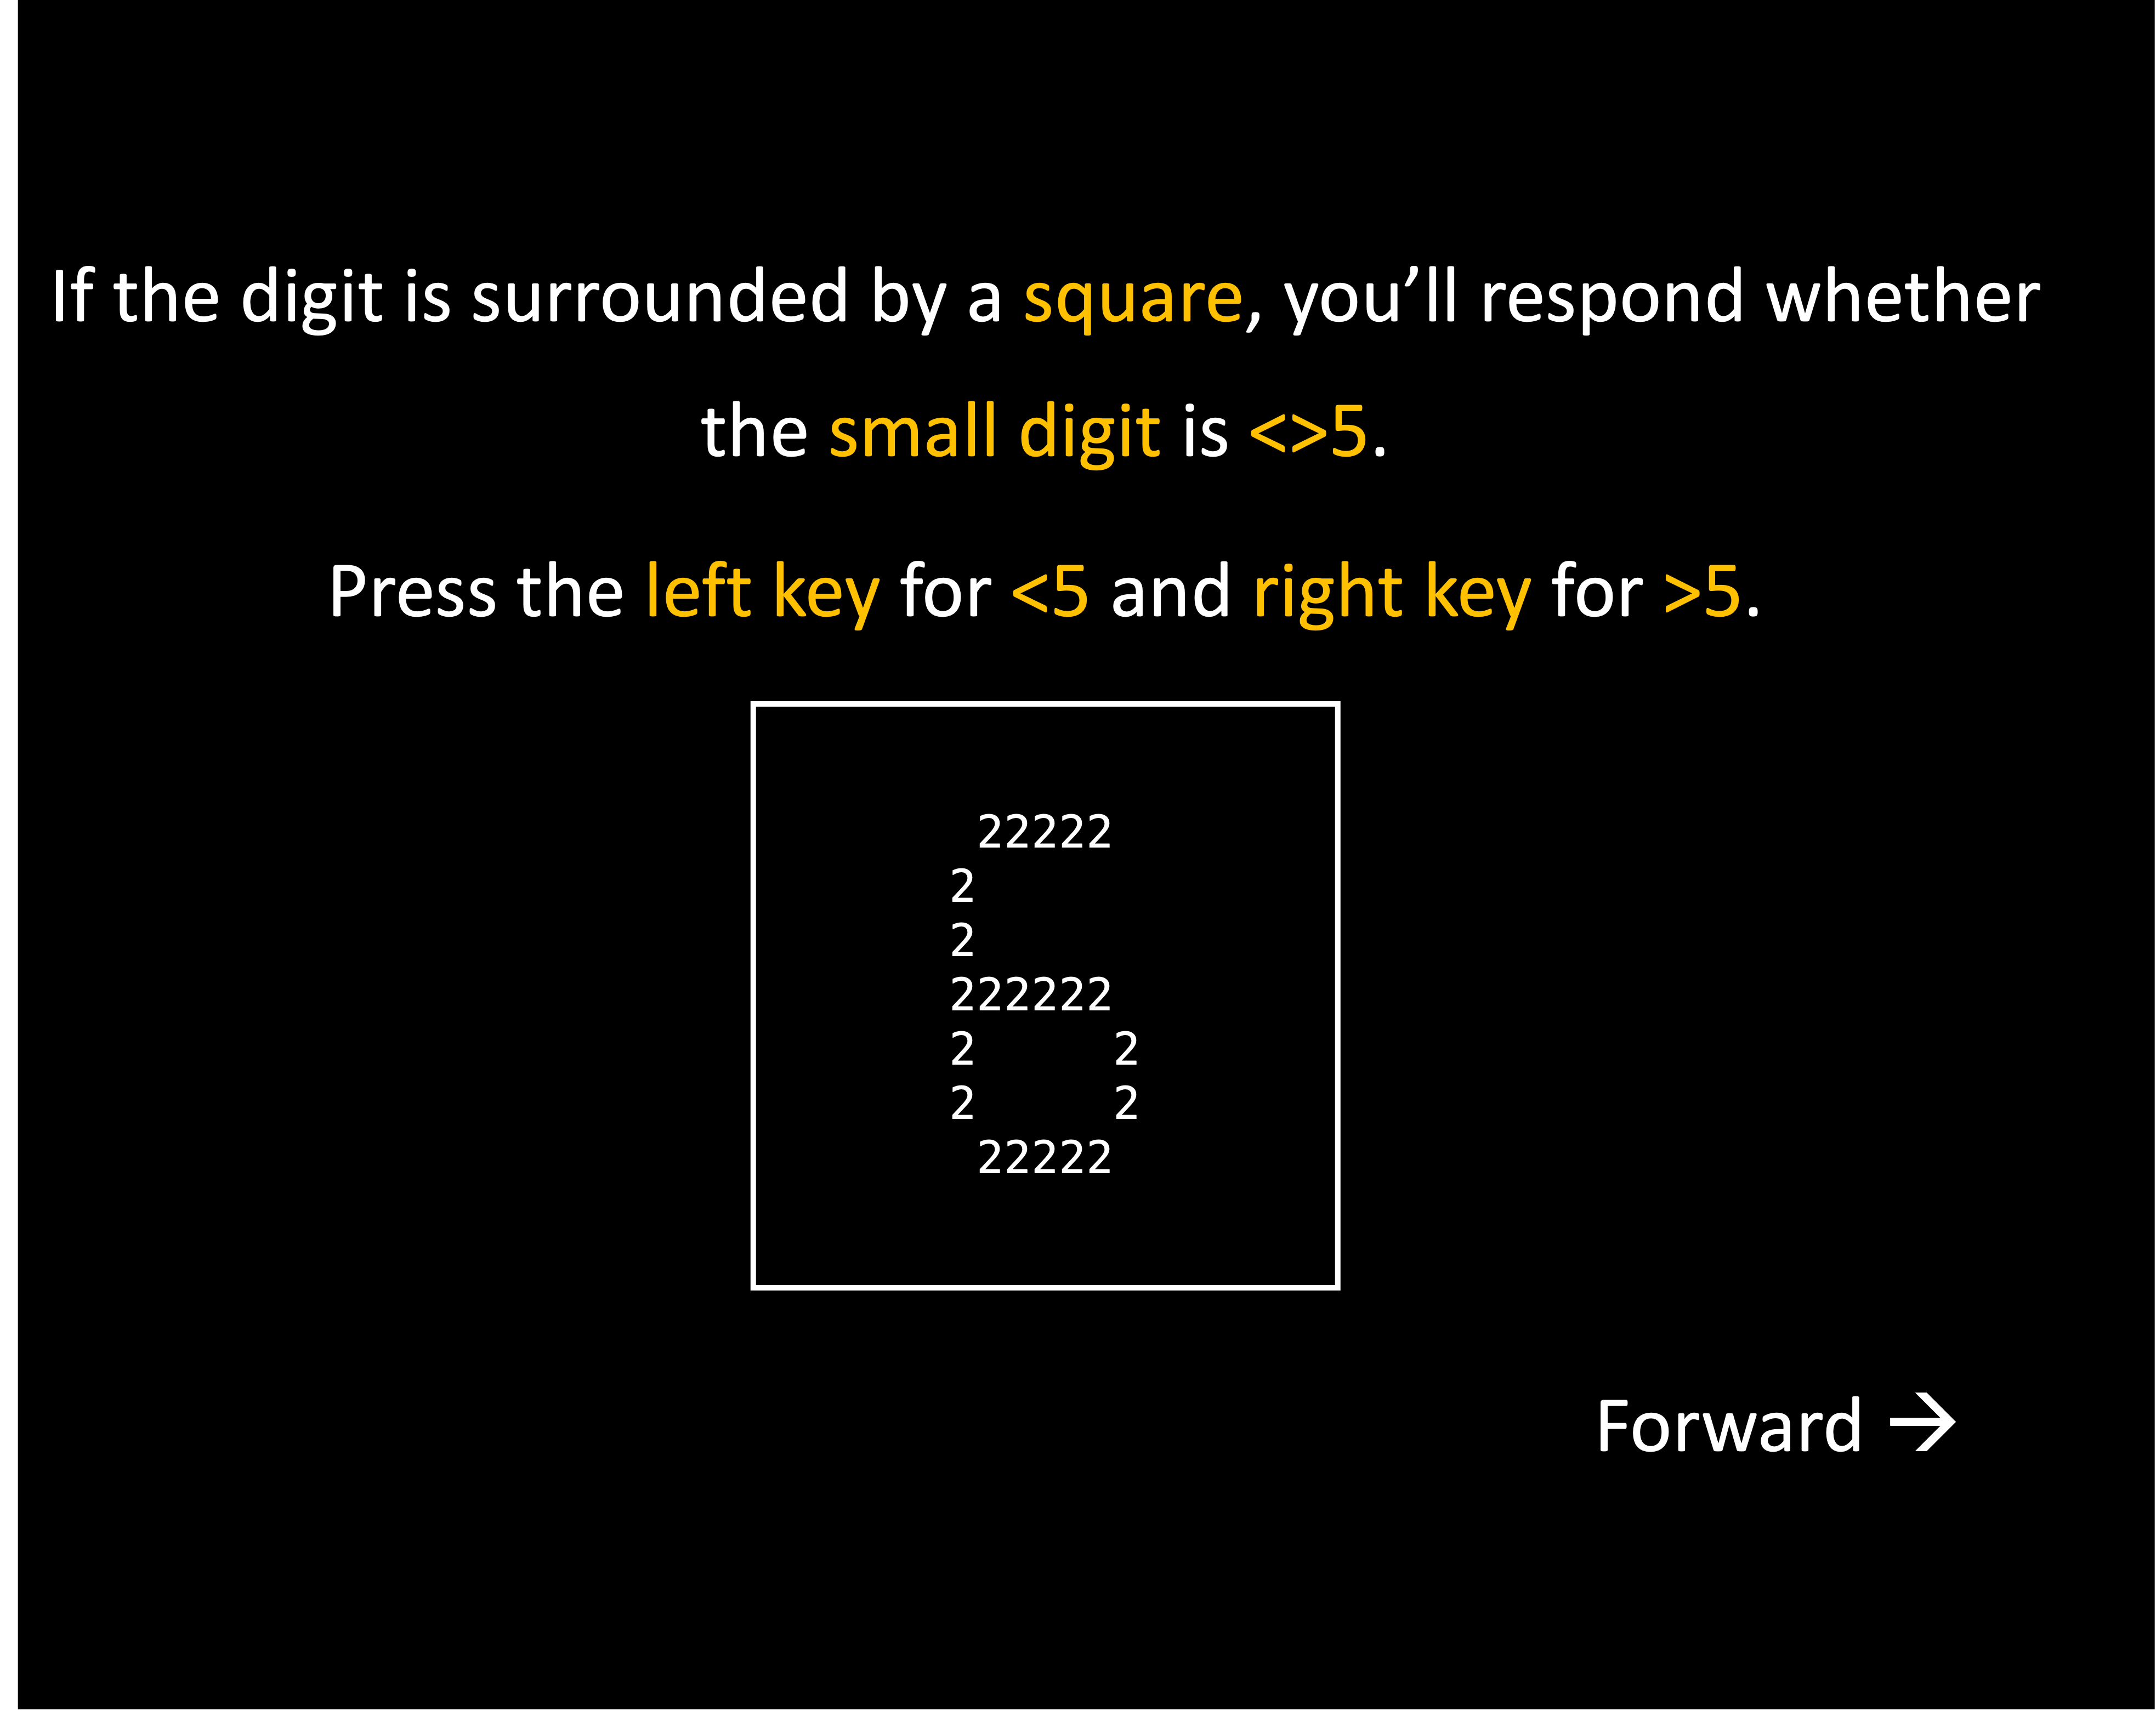 If the digit is surrounded by a square, you’ll respond whether
the small digit is <>5.
Press the left key for <5 and right key for >5.
22222
2
2
222222
2 2
2 2
22222
Forward →